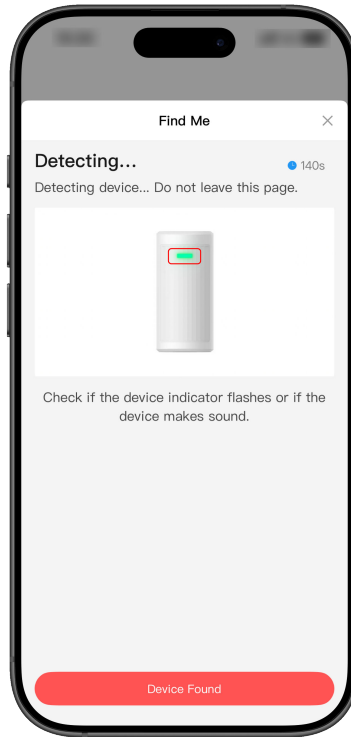 Find Me
Detecting...
140s
Detecting device... Do not leave this page.
Check if the device indicator flashes or if the
device makes sound.
Device Found